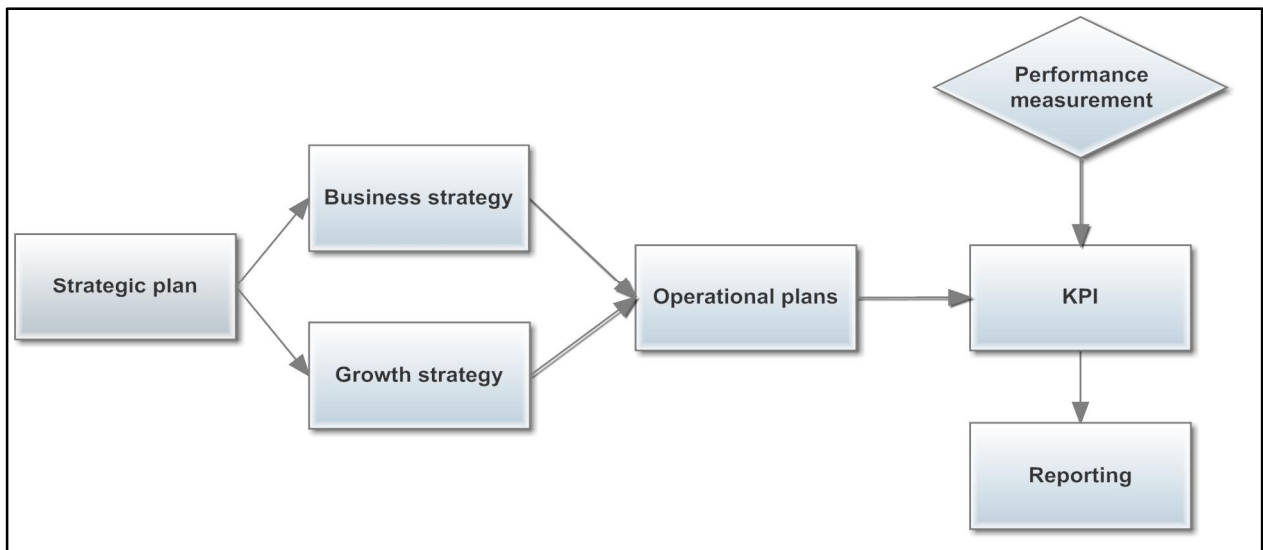 Performance
measurement
Business strategy
Strategic plan
Operational plans
KPI
Growth strategy
Reporting